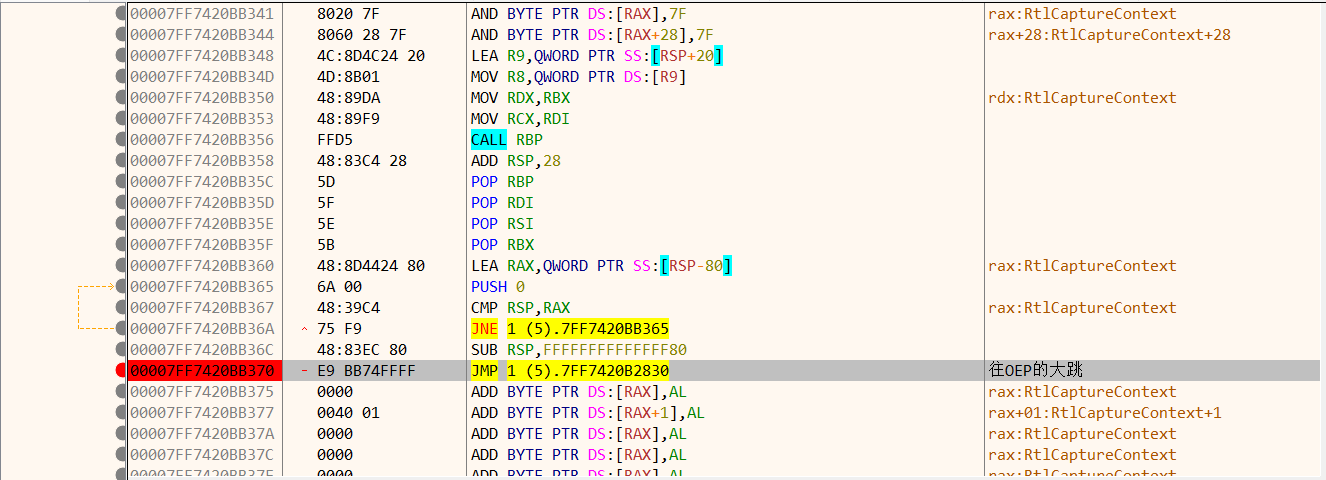 00007FF7420BB341 8020 7F AND BYTE PTR DS:[RAX],7F rax:RtlCaptureContext
00007FF7420BB344 8060 28 7F AND BYTE PTR DS:[RAX+28],7F rax+28:RtlCaptureContext+28
00007FF7420BB348 4C:8D4C24 20 LEA R9,QWORD PTR SS:[RSP+20]
00007FF7420BB34D 4D:8B01 MOV R8,QWORD PTR DS:[R9]
00007FF7420BB350 48:89DA MOV RDX,RBX rdx:RtlCaptureContext
00007FF7420BB353 48:89F9 MOV RCX,RDI
00007FF7420BB356 FFD5 CALL RBP
00007FF7420BB358 48:83C4 28 ADD RSP,28
00007FF7420BB35C 5D POP RBP
00007FF7420BB35D 5F POP RDI
00007FF7420BB35E 5E POP RSI
00007FF7420BB35F 5B POP RBX
00007FF7420BB360 48:8D4424 80 LEA RAX,QWORD PTR SS:[RSP-80] rax:RtlCaptureContext
00007FF7420BB365 6A 00 PUSH 0
00007FF7420BB367 48:39C4 CMP RSP,RAX rax:RtlCaptureContext
00007FF7420BB36A 75 F9 JNE 1 (5).7FF7420BB365
00007FF7420BB36C 48:83EC 80 SUB RSP,FFFFFFFFFFFFFF80
00007FF7420BB370 - E9 BB74FFFF JMP 1 (5).7FF7420B2830 往OEP的大跳
00007FF7420BB375 0000 ADD BYTE PTR DS:[RAX],AL rax:RtlCaptureContext
00007FF7420BB377 0040 01 ADD BYTE PTR DS:[RAX+1],AL rax+01:RtlCaptureContext+1
00007FF7420BB37A 0000 ADD BYTE PTR DS:[RAX],AL rax:RtlCaptureContext
00007FF7420BB37C 0000 ADD BYTE PTR DS:[RAX],AL rax:RtlCaptureContext
00007FF7420BB37E 0000 ADD BYTE PTR DS:[RAX],AL rax:RtlCaptureContext